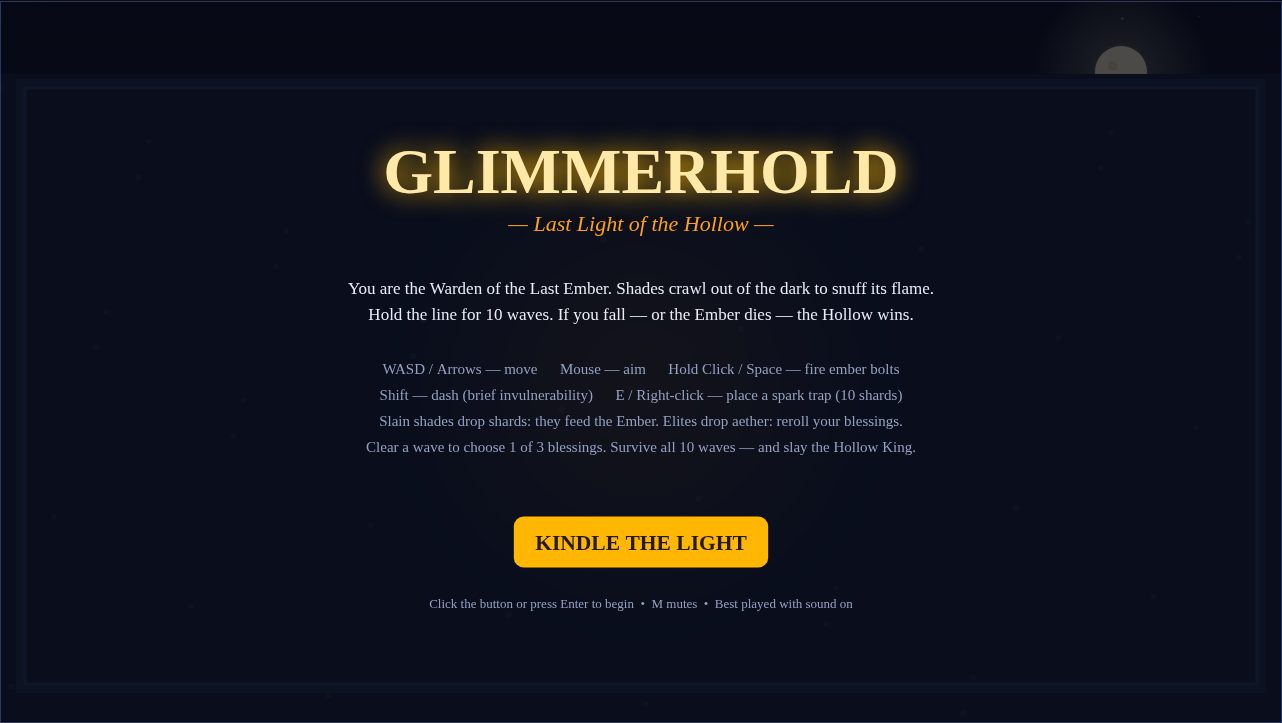 GLIMMERHOLD
— Last Light of the Hollow —
You are the Warden of the Last Ember. Shades crawl out of the dark to snuff its flame.
Hold the line for 10 waves. If you fall — or the Ember dies — the Hollow wins.
WASD / Arrows — move Mouse — aim Hold Click / Space — fire ember bolts
Shift — dash (brief invulnerability) E / Right-click — place a spark trap (10 shards)
Slain shades drop shards: they feed the Ember. Elites drop aether: reroll your blessings.
Clear a wave to choose 1 of 3 blessings. Survive all 10 waves — and slay the Hollow King.
KINDLE THE LIGHT
Click the button or press Enter to begin • M mutes • Best played with sound on